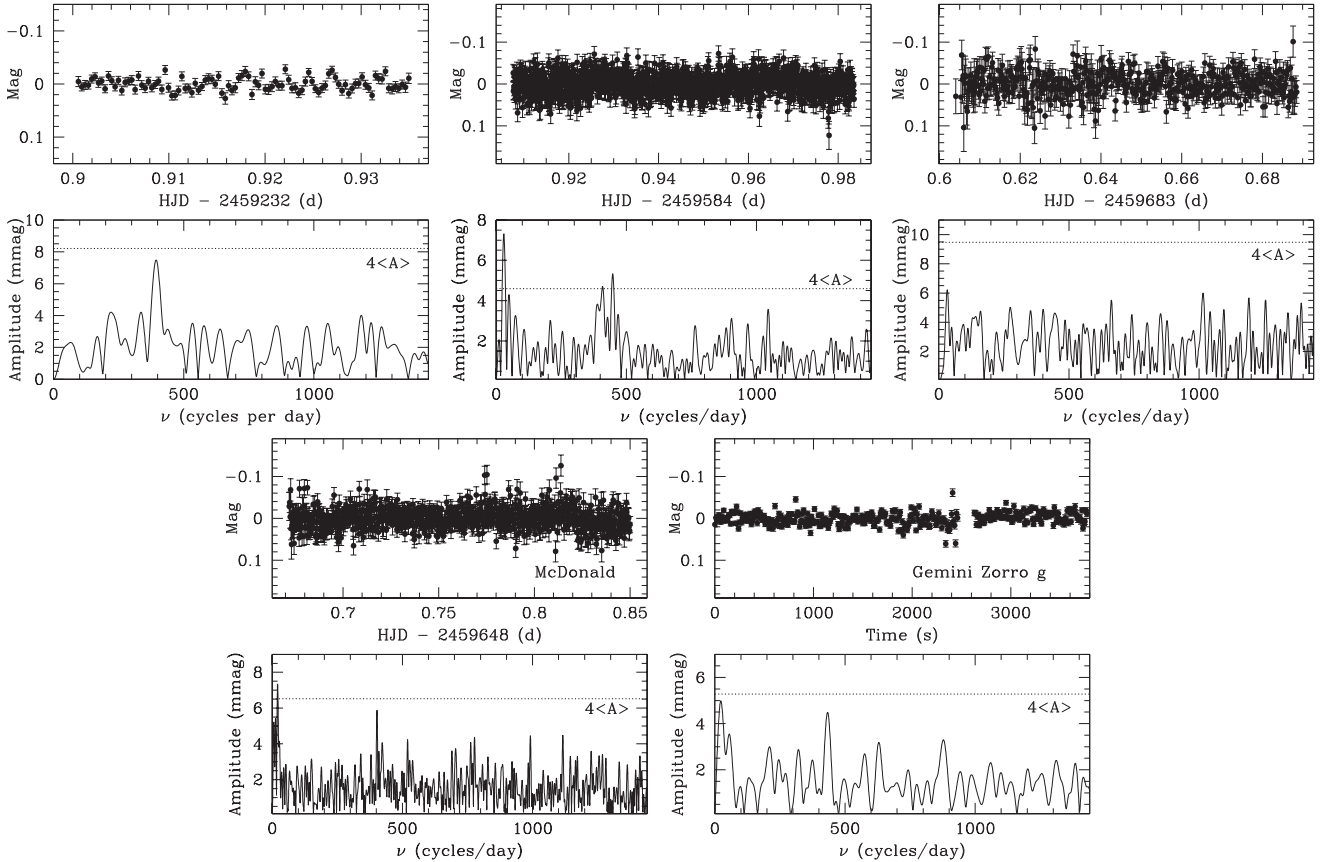 −0.1 0 0.1
Mag
0.9 0.91 0.92 0.93
HJD − 2459232 (d)
−0.1 0 0.1
Mag
0.92 0.94 0.96 0.98
HJD − 2459584 (d)
−0.1 0 0.1
Mag
0.6 0.62 0.64 0.66 0.68
HJD − 2459683 (d)
10 8 6 4 2 0
Amplitude (mmag)
4<A>
0 500 1000
ν (cycles per day)
8 6 4 2
Amplitude (mmag)
4<A>
0 500 1000
ν (cycles/day)
10 8 6 4 2
Amplitude (mmag)
4<A>
0 500 1000
ν (cycles/day)
−0.1 0 0.1
Mag
McDonald
0.7 0.75 0.8 0.85
HJD − 2459648 (d)
−0.1 0 0.1
Mag
Gemini Zorro g
0 1000 2000 3000
Time (s)
8 6 4 2
Amplitude (mmag)
4<A>
0 500 1000
ν (cycles/day)
6 4 2
Amplitude (mmag)
4<A>
0 500 1000
ν (cycles/day)